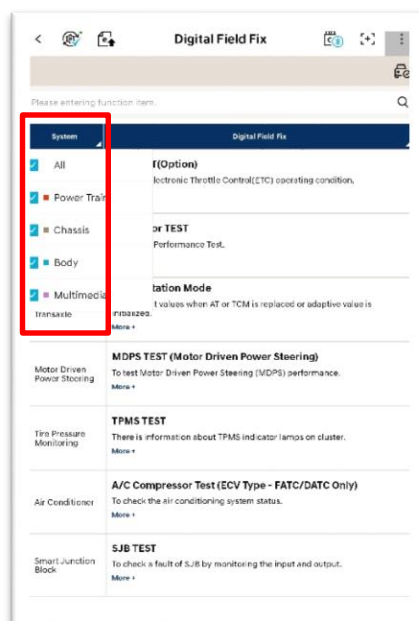 Digital Field Fix
Please entering function item.
System
Digital Field Fix
All
Power Train
Chassis
Body
Multimedia
T(Option)
lectronic Throttle Control(ETC) operating condition.
or TEST
Performance Test.
tation Mode
t values when AT or TCM is replaced or adaptive value is
Transaxle
initialized.
More +
Motor Driven
Power Steering
MDPS TEST (Motor Driven Power Steering)
To test Motor Driven Power Steering (MDPS) performance.
More +
Tire Pressure
Monitoring
TPMS TEST
There is information about TPMS indicator lamps on cluster.
More +
Air Conditioner
A/C Compressor Test (ECV Type - FATC/DATC Only)
To check the air conditioning system status.
More +
Smart Junction
Block
SJB TEST
To check a fault of SJB by monitoring the input and output.
More +